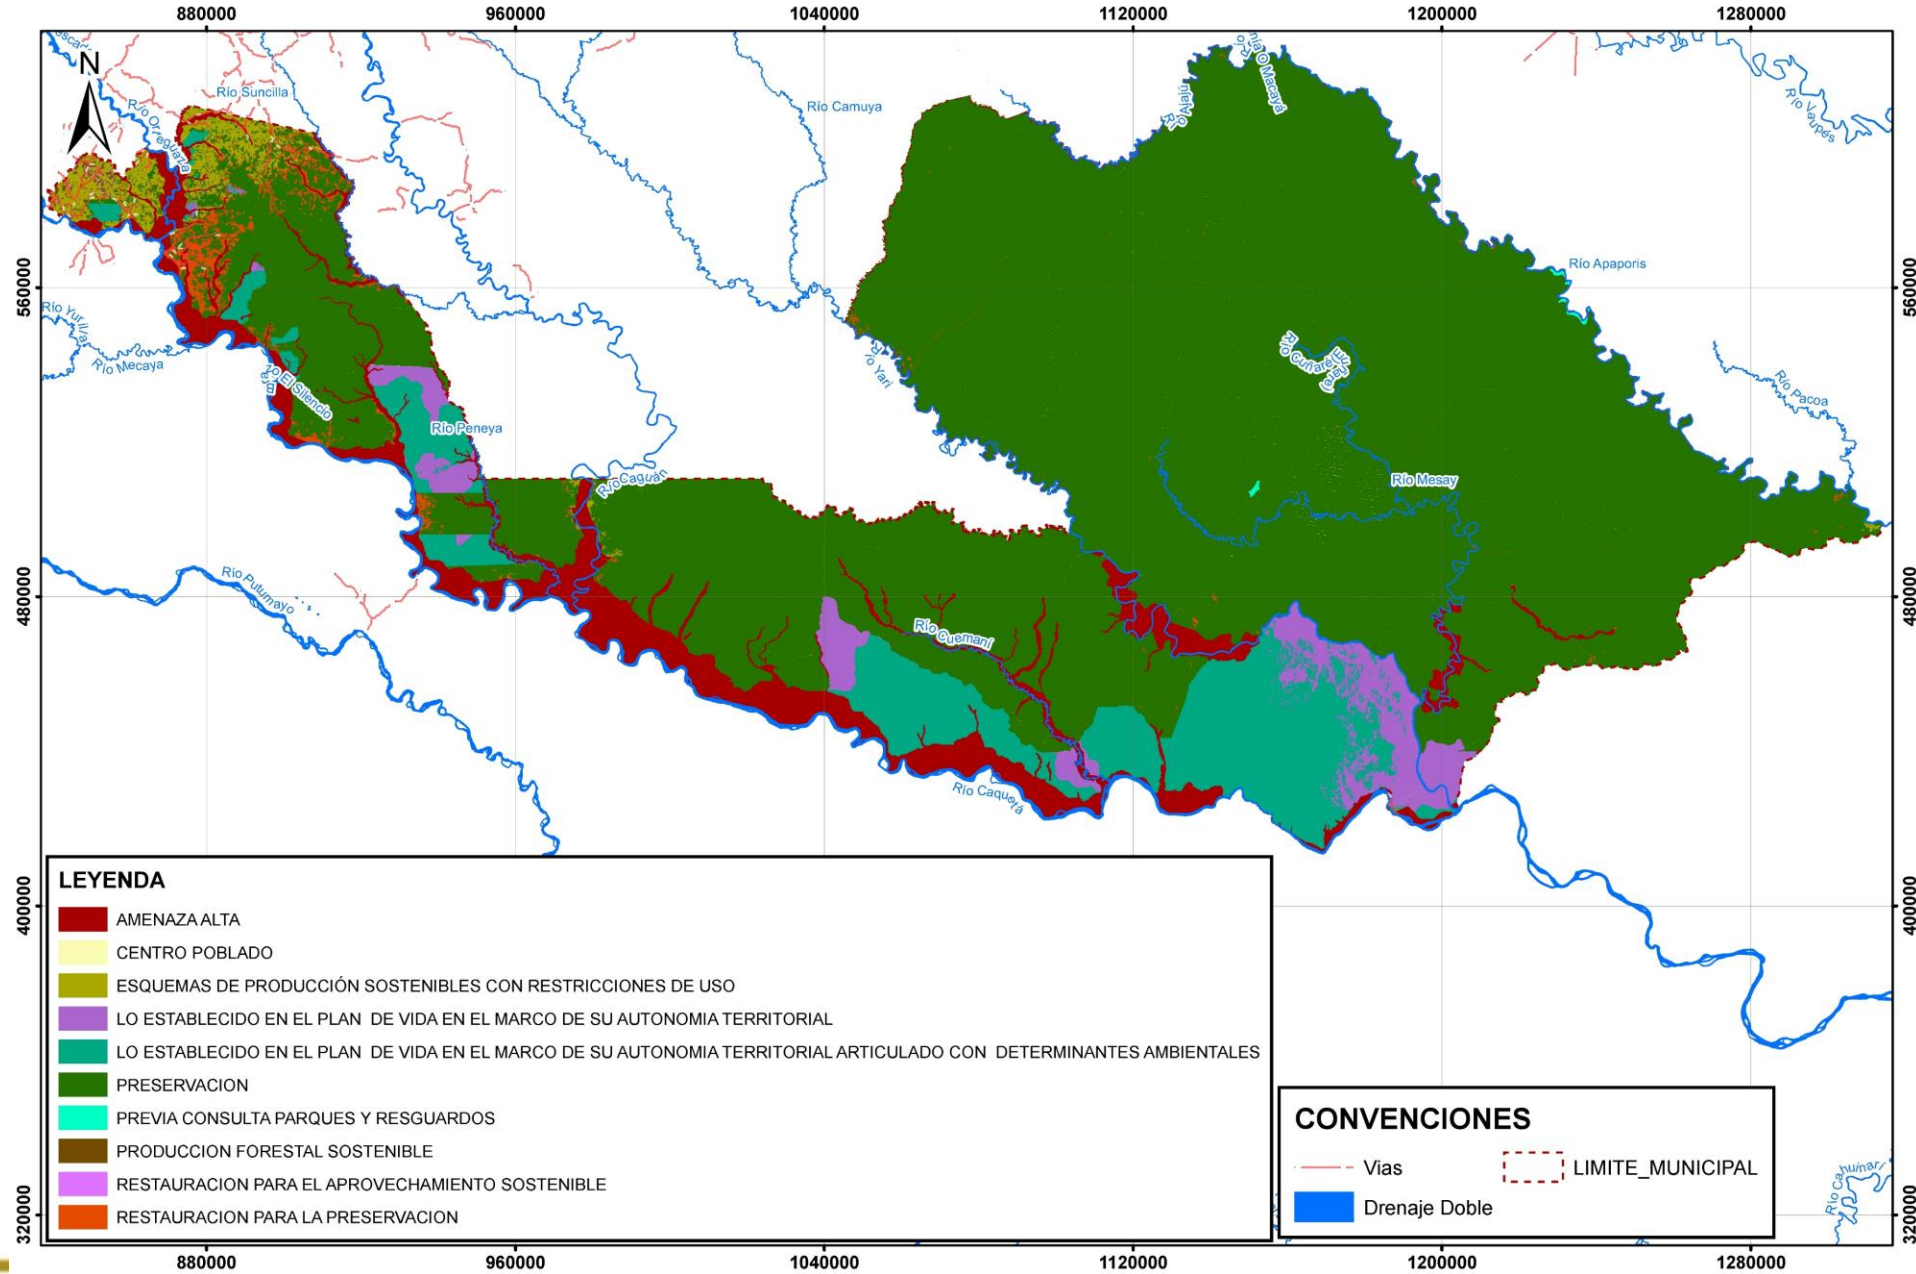 880000 960000 1040000 1120000 1200000 1280000
N
Río Orteguaza
Río Suncilla
Río Camuya
Río Ajaju
Río Vaupés
Río Apaporis
560000 560000
Río Mecaya
Río Yari
Río Pacoa
Río Peneya
Río Caguán
Río Mesay
480000 480000
Río Putumayo
Río Cuemaní
Río Caquetá
400000 400000
LEYENDA
AMENAZA ALTA
CENTRO POBLADO
ESQUEMAS DE PRODUCCIÓN SOSTENIBLES CON RESTRICCIONES DE USO
LO ESTABLECIDO EN EL PLAN DE VIDA EN EL MARCO DE SU AUTONOMIA TERRITORIAL
LO ESTABLECIDO EN EL PLAN DE VIDA EN EL MARCO DE SU AUTONOMIA TERRITORIAL ARTICULADO CON DETERMINANTES AMBIENTALES
PRESERVACION
PREVIA CONSULTA PARQUES Y RESGUARDOS
PRODUCCION FORESTAL SOSTENIBLE
RESTAURACION PARA EL APROVECHAMIENTO SOSTENIBLE
RESTAURACION PARA LA PRESERVACION
CONVENCIONES
Vias
LIMITE_MUNICIPAL
Drenaje Doble
Río Cahuinarí
320000 320000
880000 960000 1040000 1120000 1200000 1280000